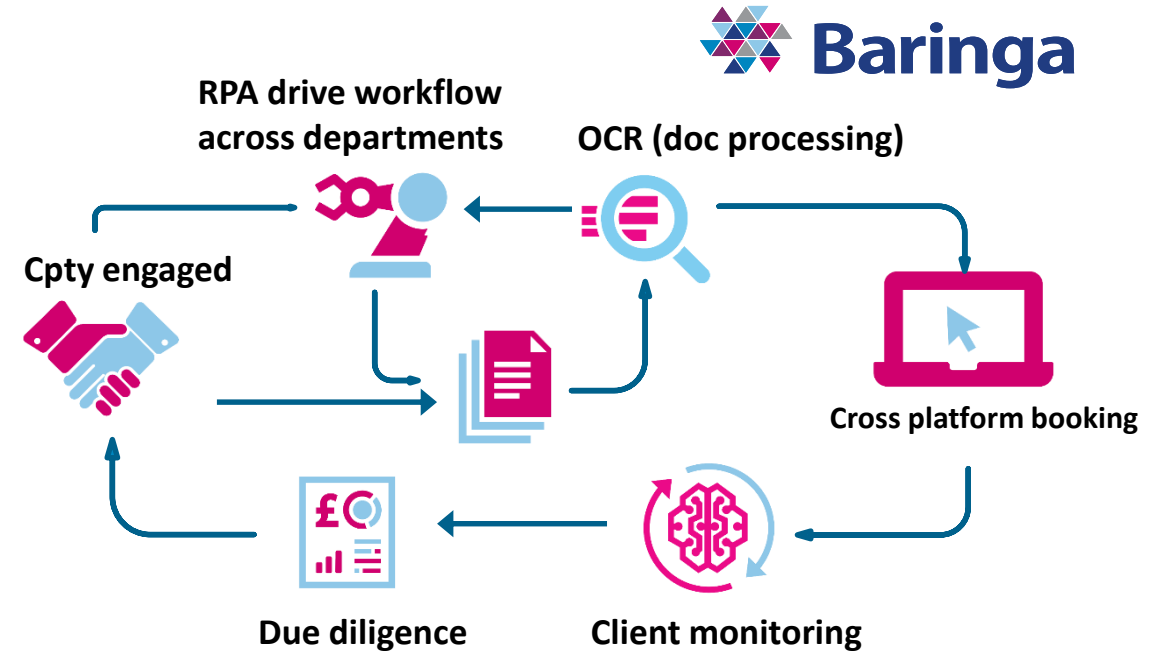 Baringa
RPA drive workflow
across departments
OCR (doc processing)
Cpty engaged
Cross platform booking
£
Due diligence
Client monitoring